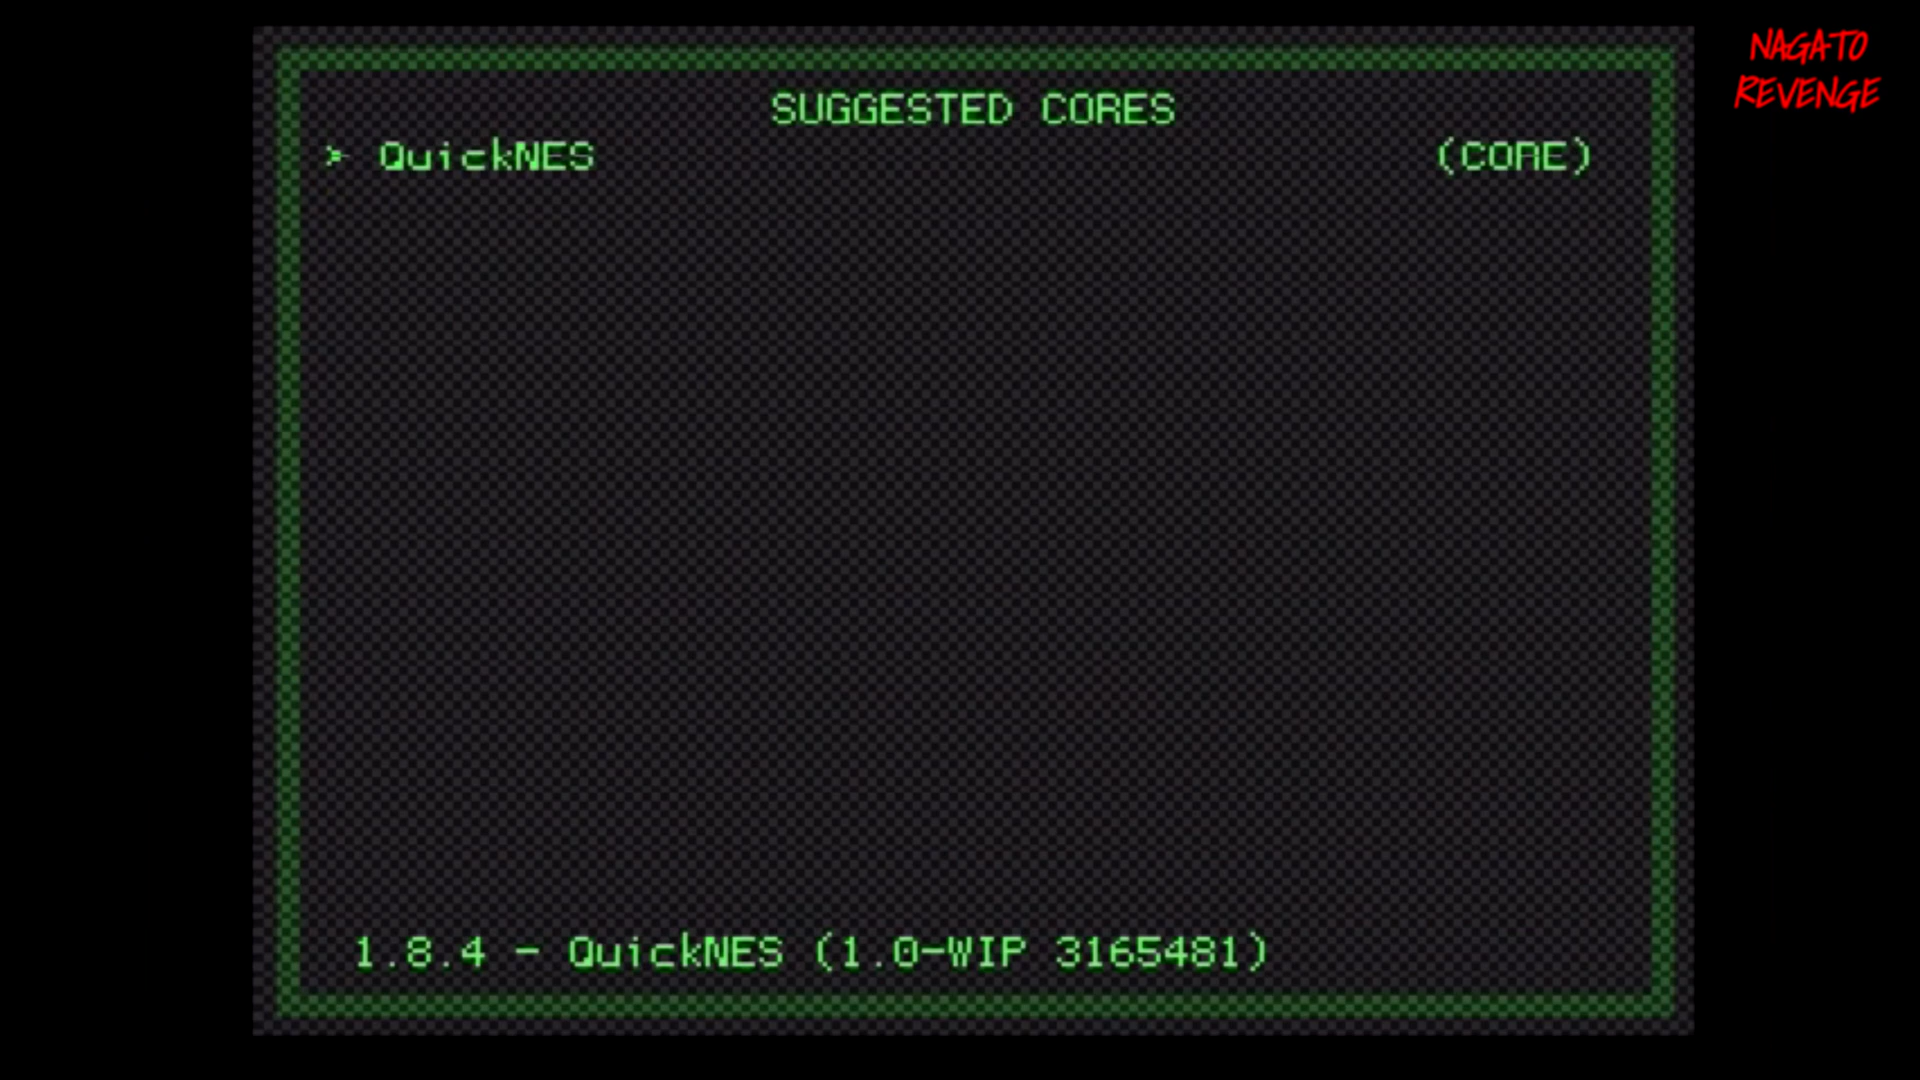 NAGATO
REVENGE
SUGGESTED CORES
> QuickNES (CORE)
1.8.4 - QuickNES (1.0-WIP 3165481)